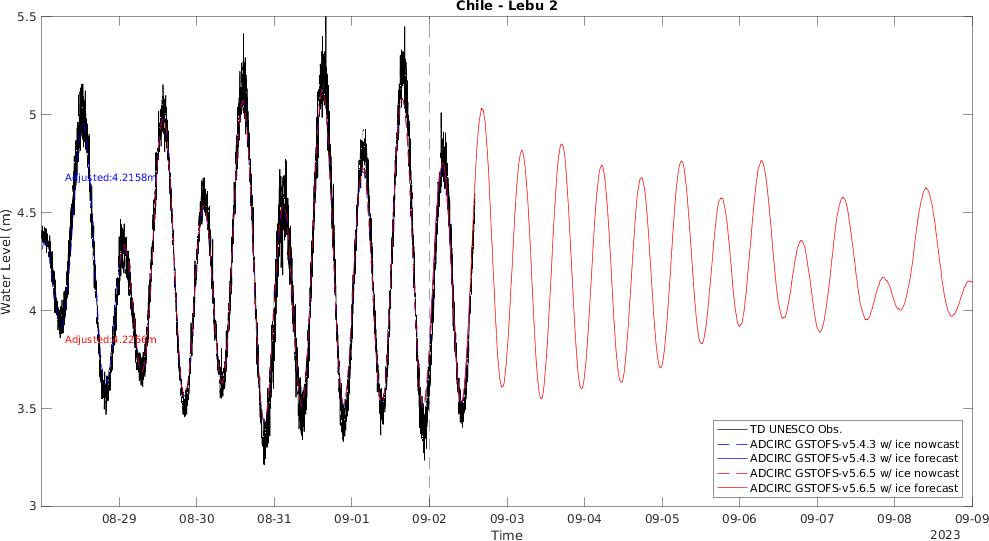 Chile - Lebu 2
5.5
5
4.5
4
3.5
3
Water Level (m)
Adjusted:4.2158m
Adjusted:4.2266m
TD UNESCO Obs.
ADCIRC GSTOFS-v5.4.3 w/ ice nowcast
ADCIRC GSTOFS-v5.4.3 w/ ice forecast
ADCIRC GSTOFS-v5.6.5 w/ ice nowcast
ADCIRC GSTOFS-v5.6.5 w/ ice forecast
08-29 08-30 08-31 09-01 09-02 09-03 09-04 09-05 09-06 09-07 09-08 09-09
Time
2023